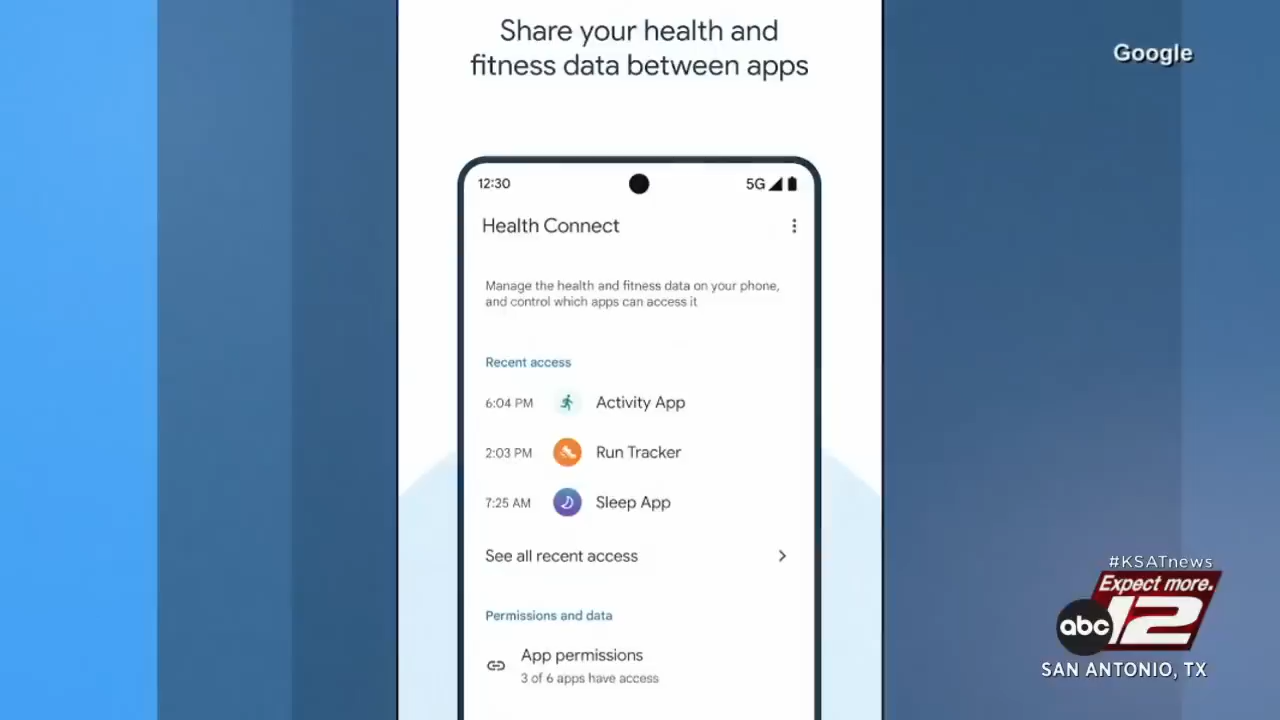 Share your health and
fitness data between apps
Google
12:30
5G
Health Connect
Manage the health and fitness data on your phone,
and control which apps can access it
Recent access
6:04 PM
Activity App
2:03 PM
Run Tracker
7:25 AM
Sleep App
See all recent access
Permissions and data
App permissions
3 of 6 apps have access
#KSATnews
Expect more.
abc 12
SAN ANTONIO, TX